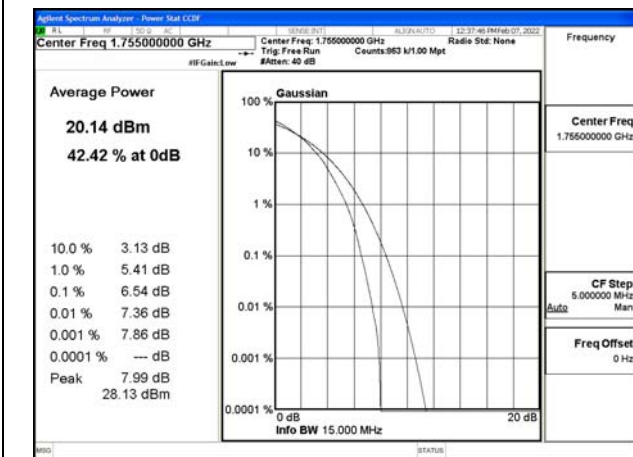 Agilent Spectrum Analyzer - Power Stat CCDF
RL RF 50 Ω AC SENSE:INT ALIGN AUTO 12:37:46 PM Feb 07, 2022
Center Freq 1.755000000 GHz
Center Freq: 1.755000000 GHz
Radio Std: None
Trig: Free Run Counts:863 k/1.00 Mpt
#IFGain:Low #Atten: 40 dB
Frequency
Average Power
20.14 dBm
42.42 % at 0dB
10.0 % 3.13 dB
1.0 % 5.41 dB
0.1 % 6.54 dB
0.01 % 7.36 dB
0.001 % 7.86 dB
0.0001 % --- dB
Peak 7.99 dB
28.13 dBm
Gaussian
100 %
10 %
1 %
0.1 %
0.01 %
0.001 %
0.0001 %
0 dB 20 dB
Info BW 15.000 MHz
Center Freq
1.755000000 GHz
CF Step
5.000000 MHz
Auto Man
Freq Offset
0 Hz
MSG STATUS